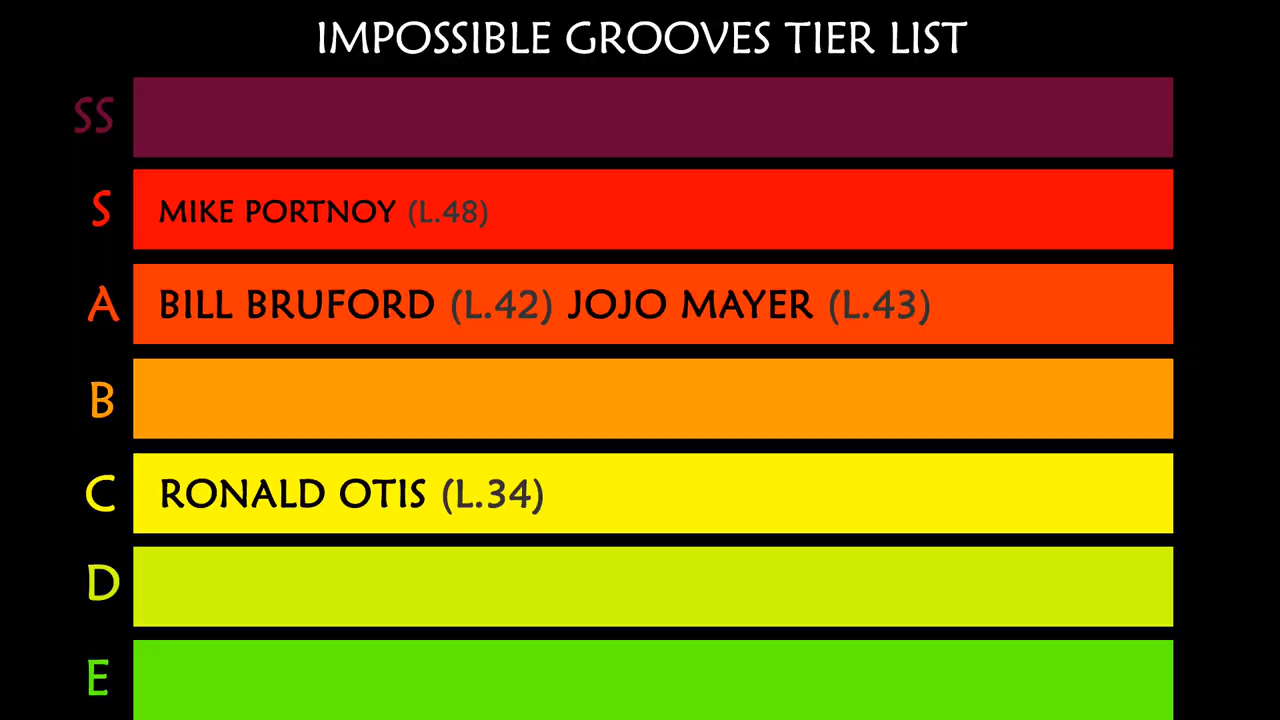 IMPOSSIBLE GROOVES TIER LIST
SS
S MIKE PORTNOY (L.48)
A BILL BRUFORD (L.42) JOJO MAYER (L.43)
B
C RONALD OTIS (L.34)
D
E